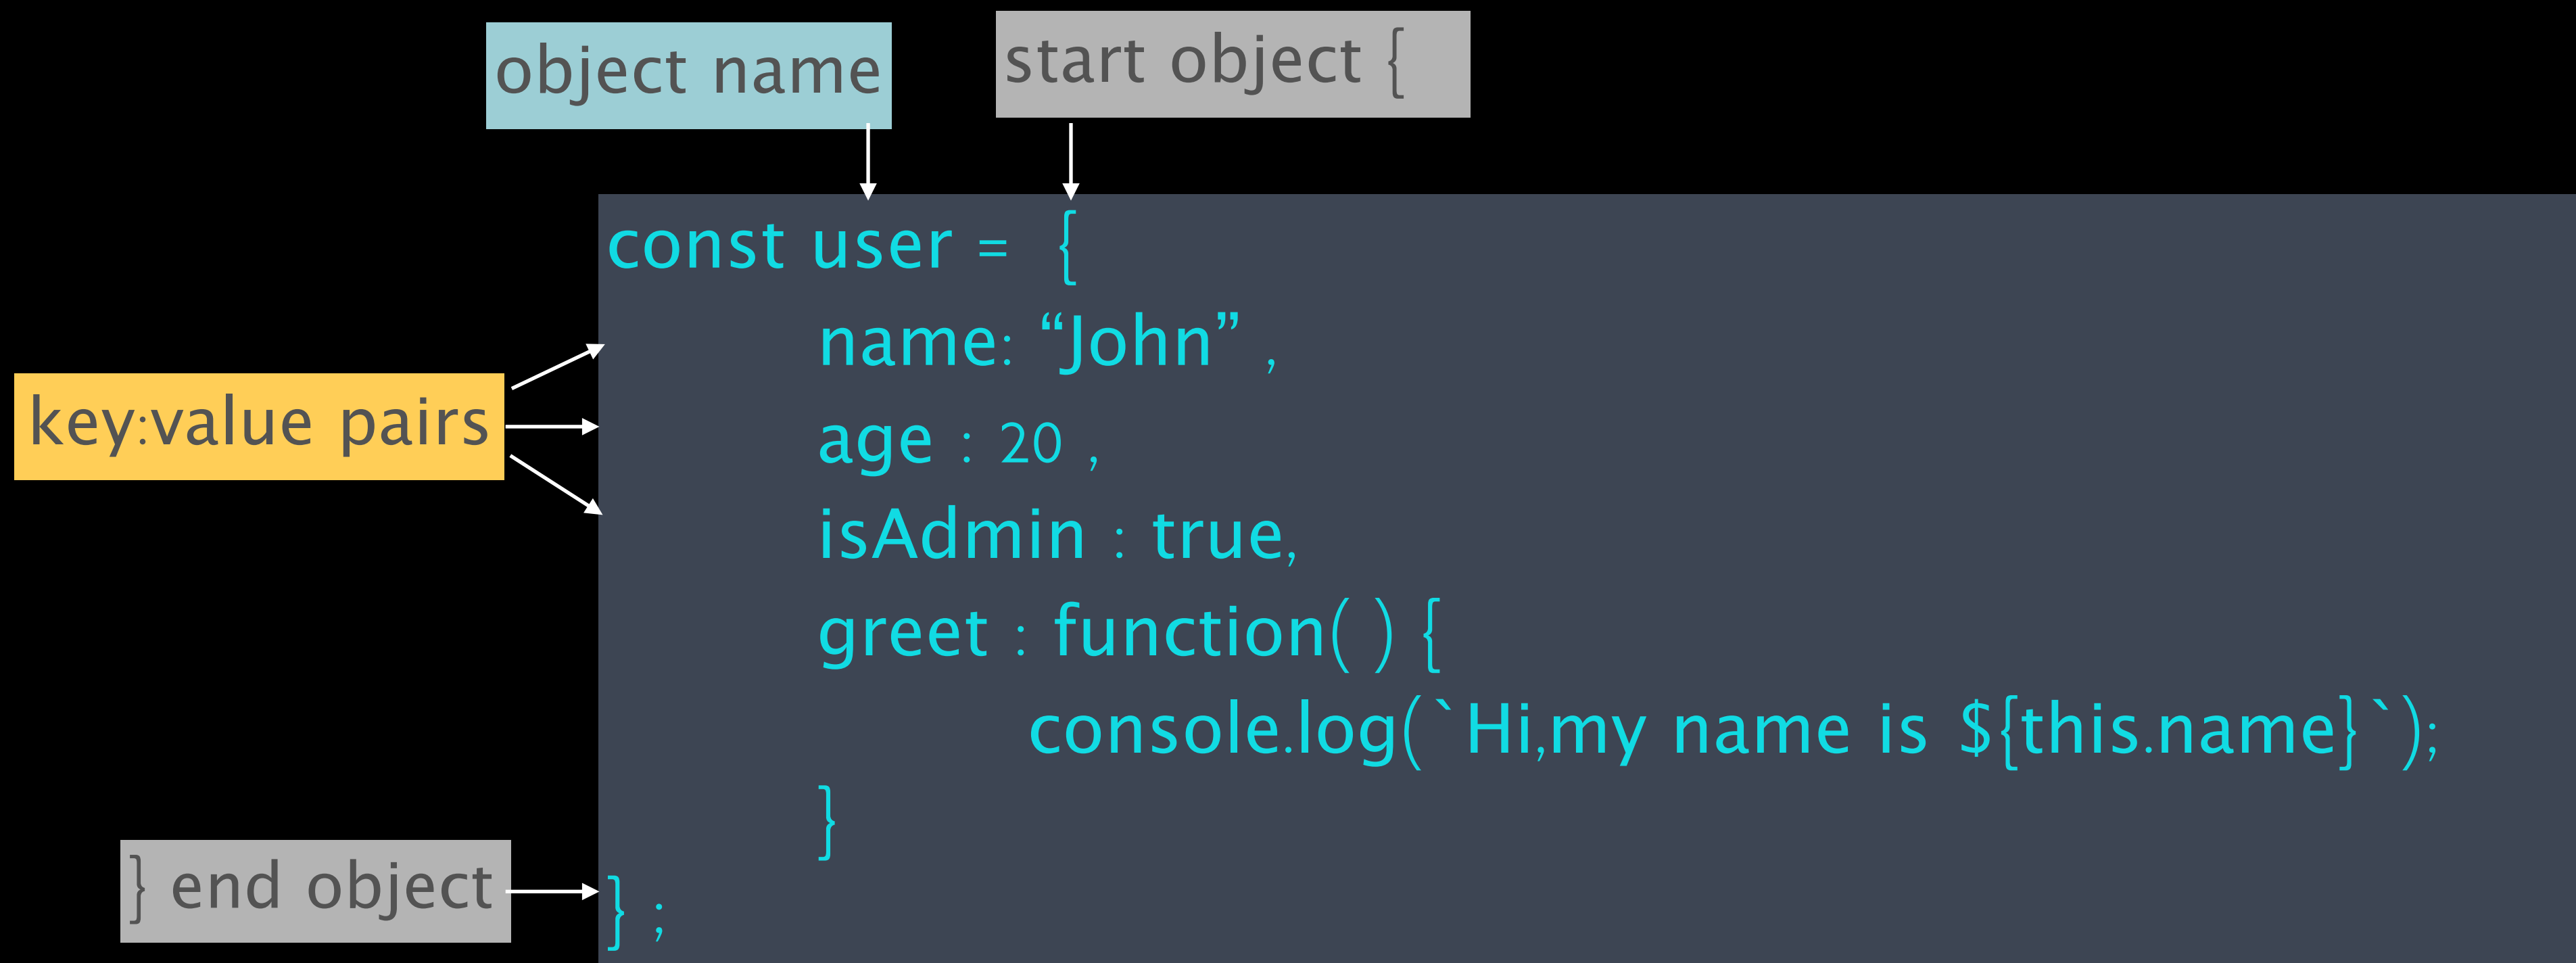 object name
start object {
const user = {
name: “John” ,
age : 20 ,
isAdmin : true,
greet : function( ) {
console.log(`Hi,my name is ${this.name}`);
}
} ;
key:value pairs
} end object